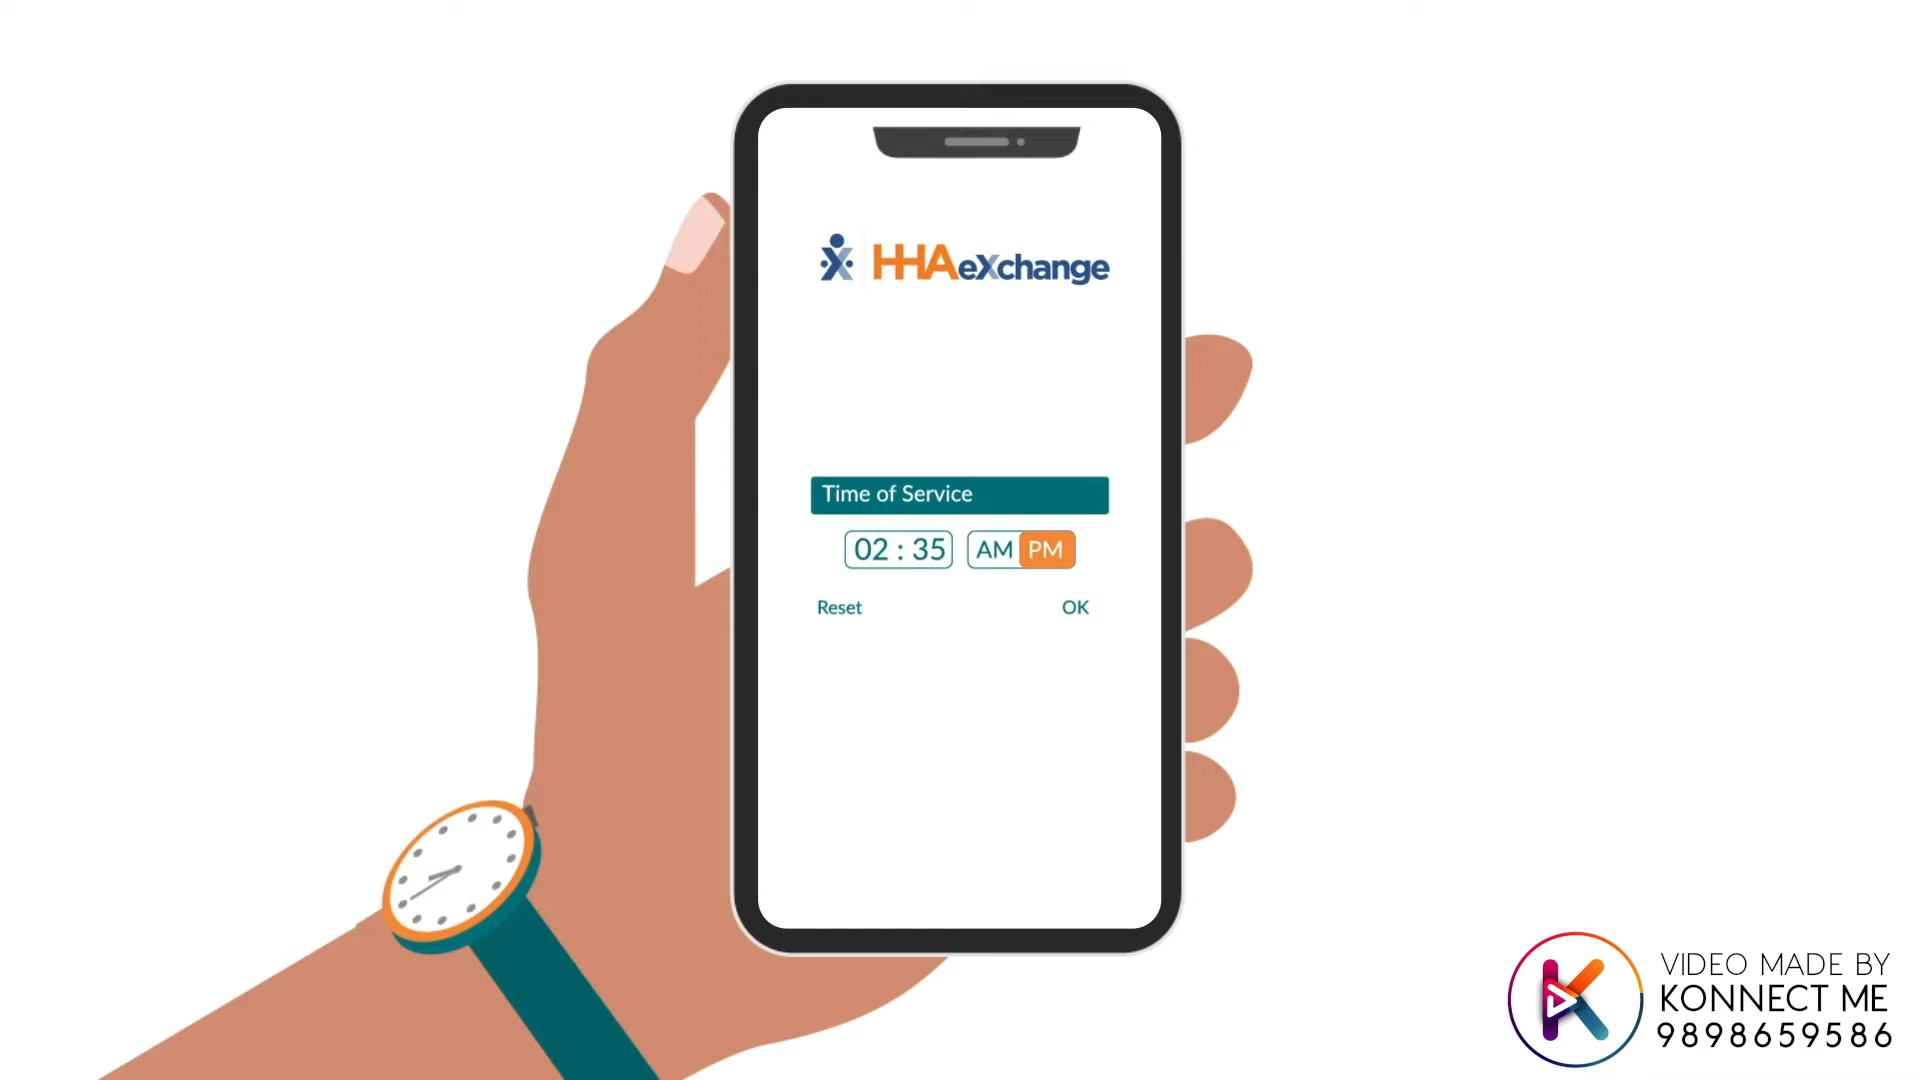 HHAeXchange
Time of Service
02 : 35 AM PM
Reset OK
VIDEO MADE BY
KONNECT ME
9898659586